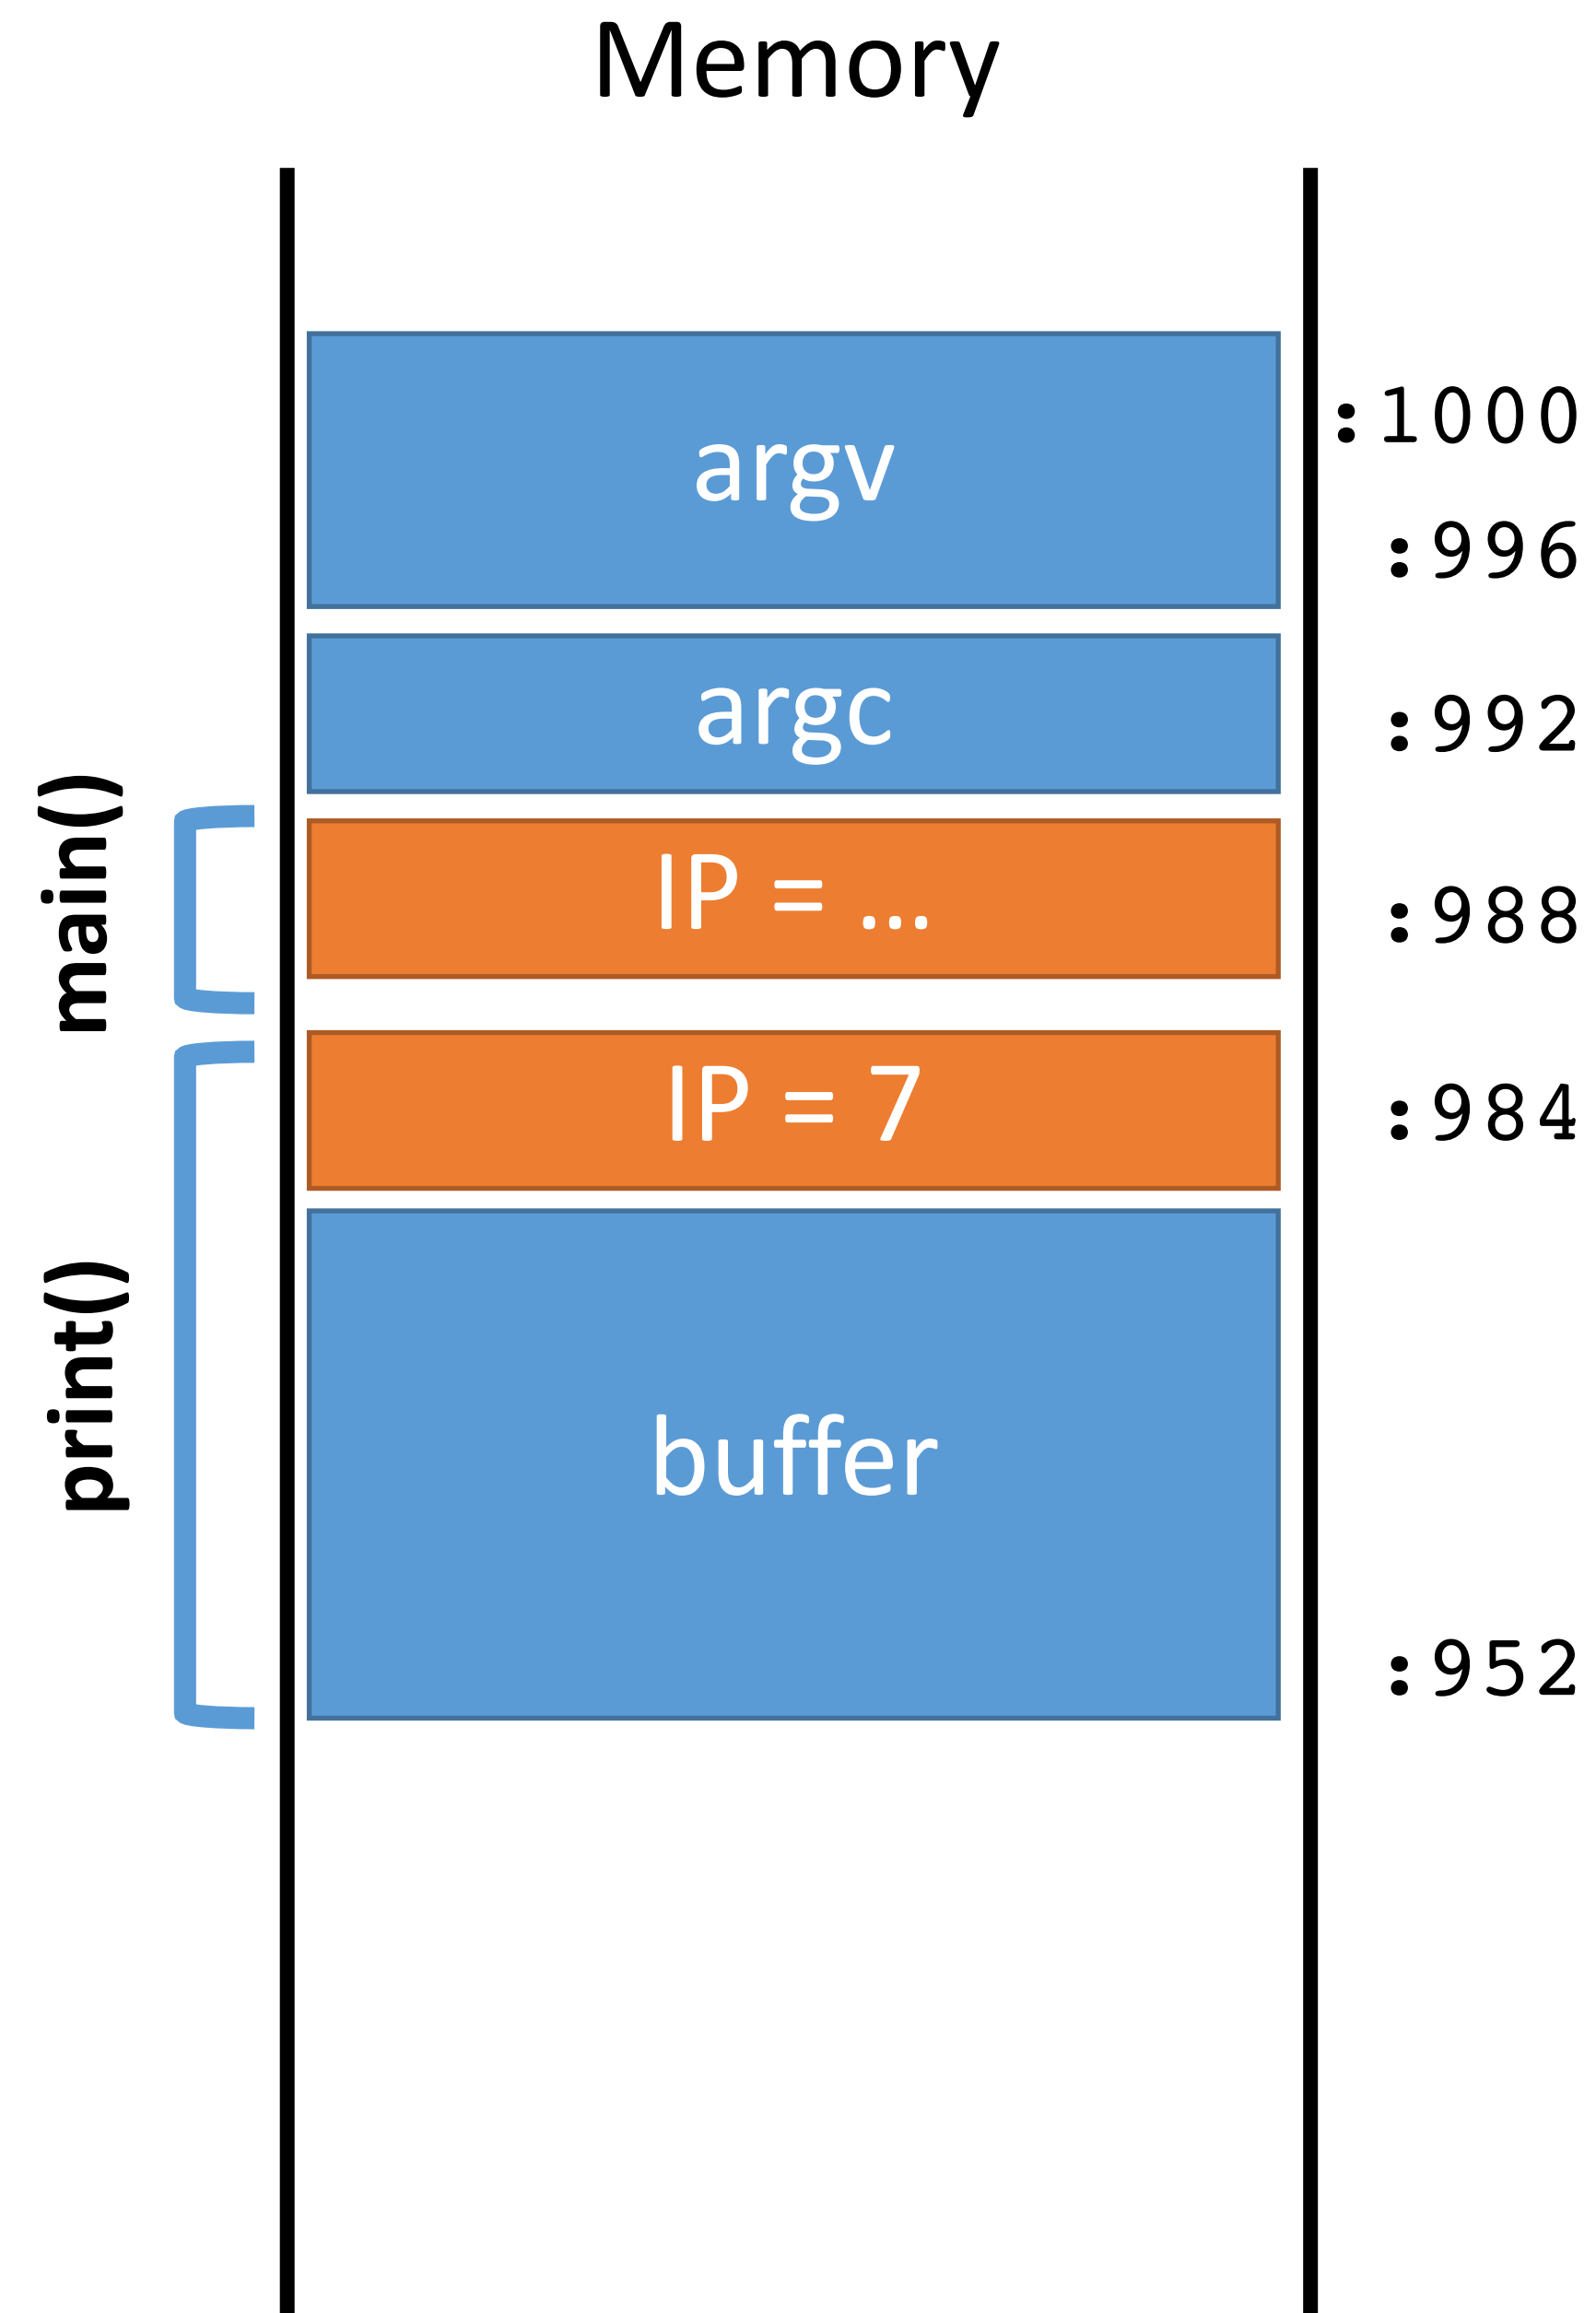 Memory
argv
:1000
:996
argc
:992
main()
IP = ...
:988
IP = 7
:984
print()
buffer
:952